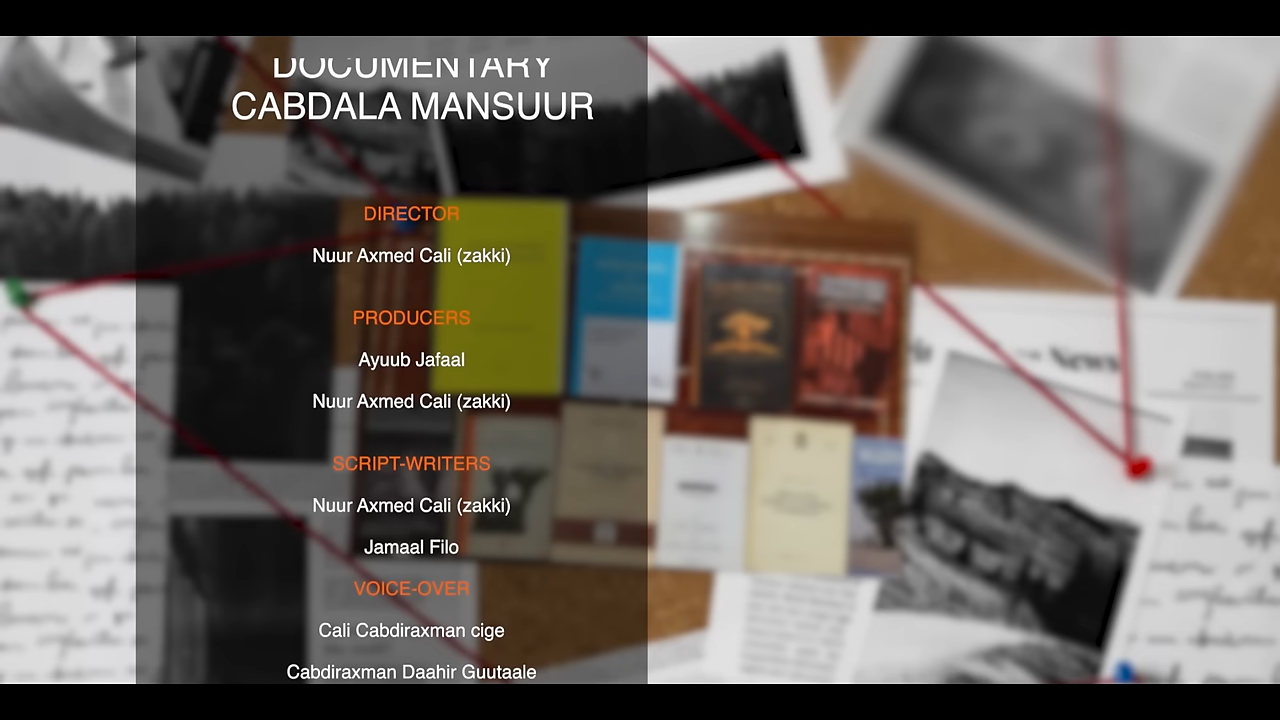 DOCUMENTARY
CABDALA MANSUUR
DIRECTOR
Nuur Axmed Cali (zakki)
PRODUCERS
Ayuub Jafaal
Nuur Axmed Cali (zakki)
SCRIPT-WRITERS
Nuur Axmed Cali (zakki)
Jamaal Filo
VOICE-OVER
Cali Cabdiraxman cige
Cabdiraxman Daahir Guutaale
News